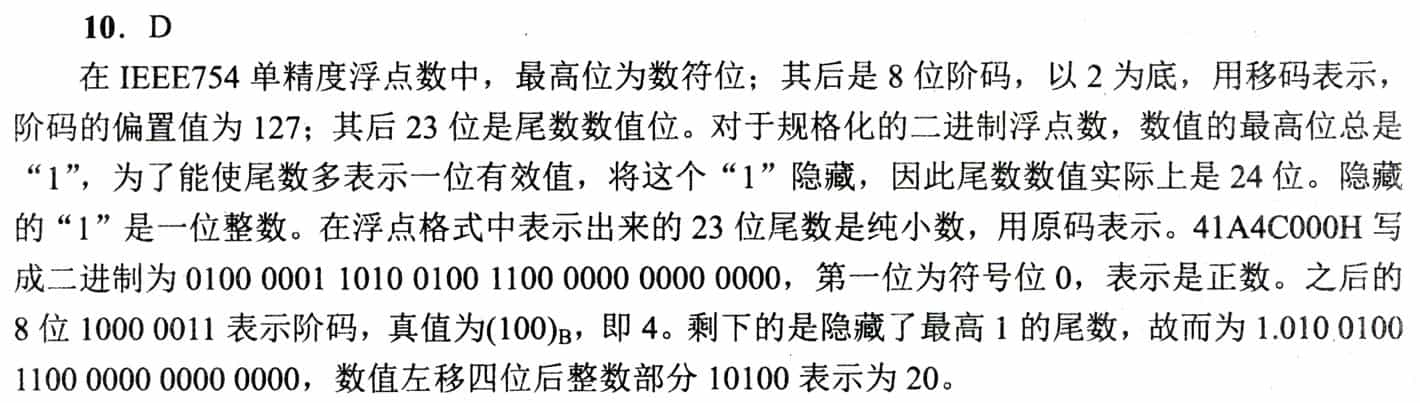 10．D
在 IEEE754 单精度浮点数中，最高位为数符位；其后是 8 位阶码，以 2 为底，用移码表示，
阶码的偏置值为 127；其后 23 位是尾数数值位。对于规格化的二进制浮点数，数值的最高位总是
“1”，为了能使尾数多表示一位有效值，将这个“1”隐藏，因此尾数数值实际上是 24 位。隐藏
的“1”是一位整数。在浮点格式中表示出来的 23 位尾数是纯小数，用原码表示。41A4C000H 写
成二进制为 0100 0001 1010 0100 1100 0000 0000 0000，第一位为符号位 0，表示是正数。之后的
8 位 1000 0011 表示阶码，真值为(100)B，即 4。剩下的是隐藏了最高 1 的尾数，故而为 1.010 0100
1100 0000 0000 0000，数值左移四位后整数部分 10100 表示为 20。